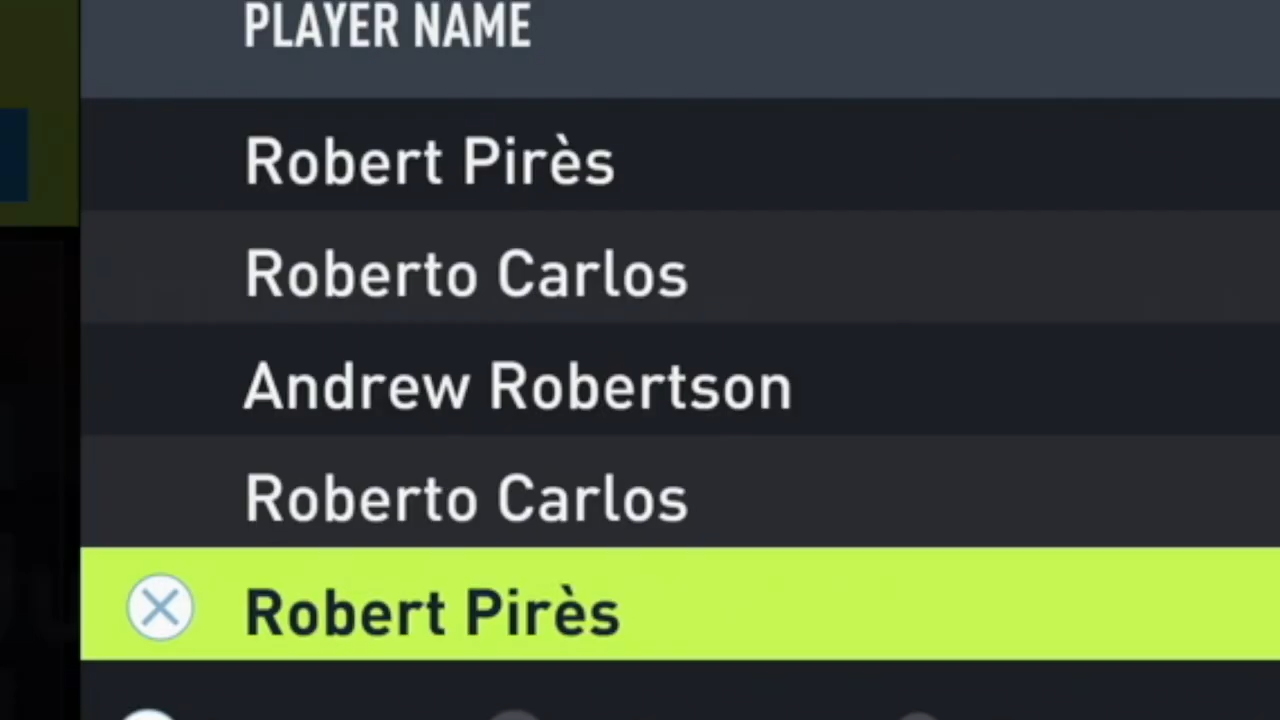 PLAYER NAME
Robert Pirès
Roberto Carlos
Andrew Robertson
Roberto Carlos
Robert Pirès